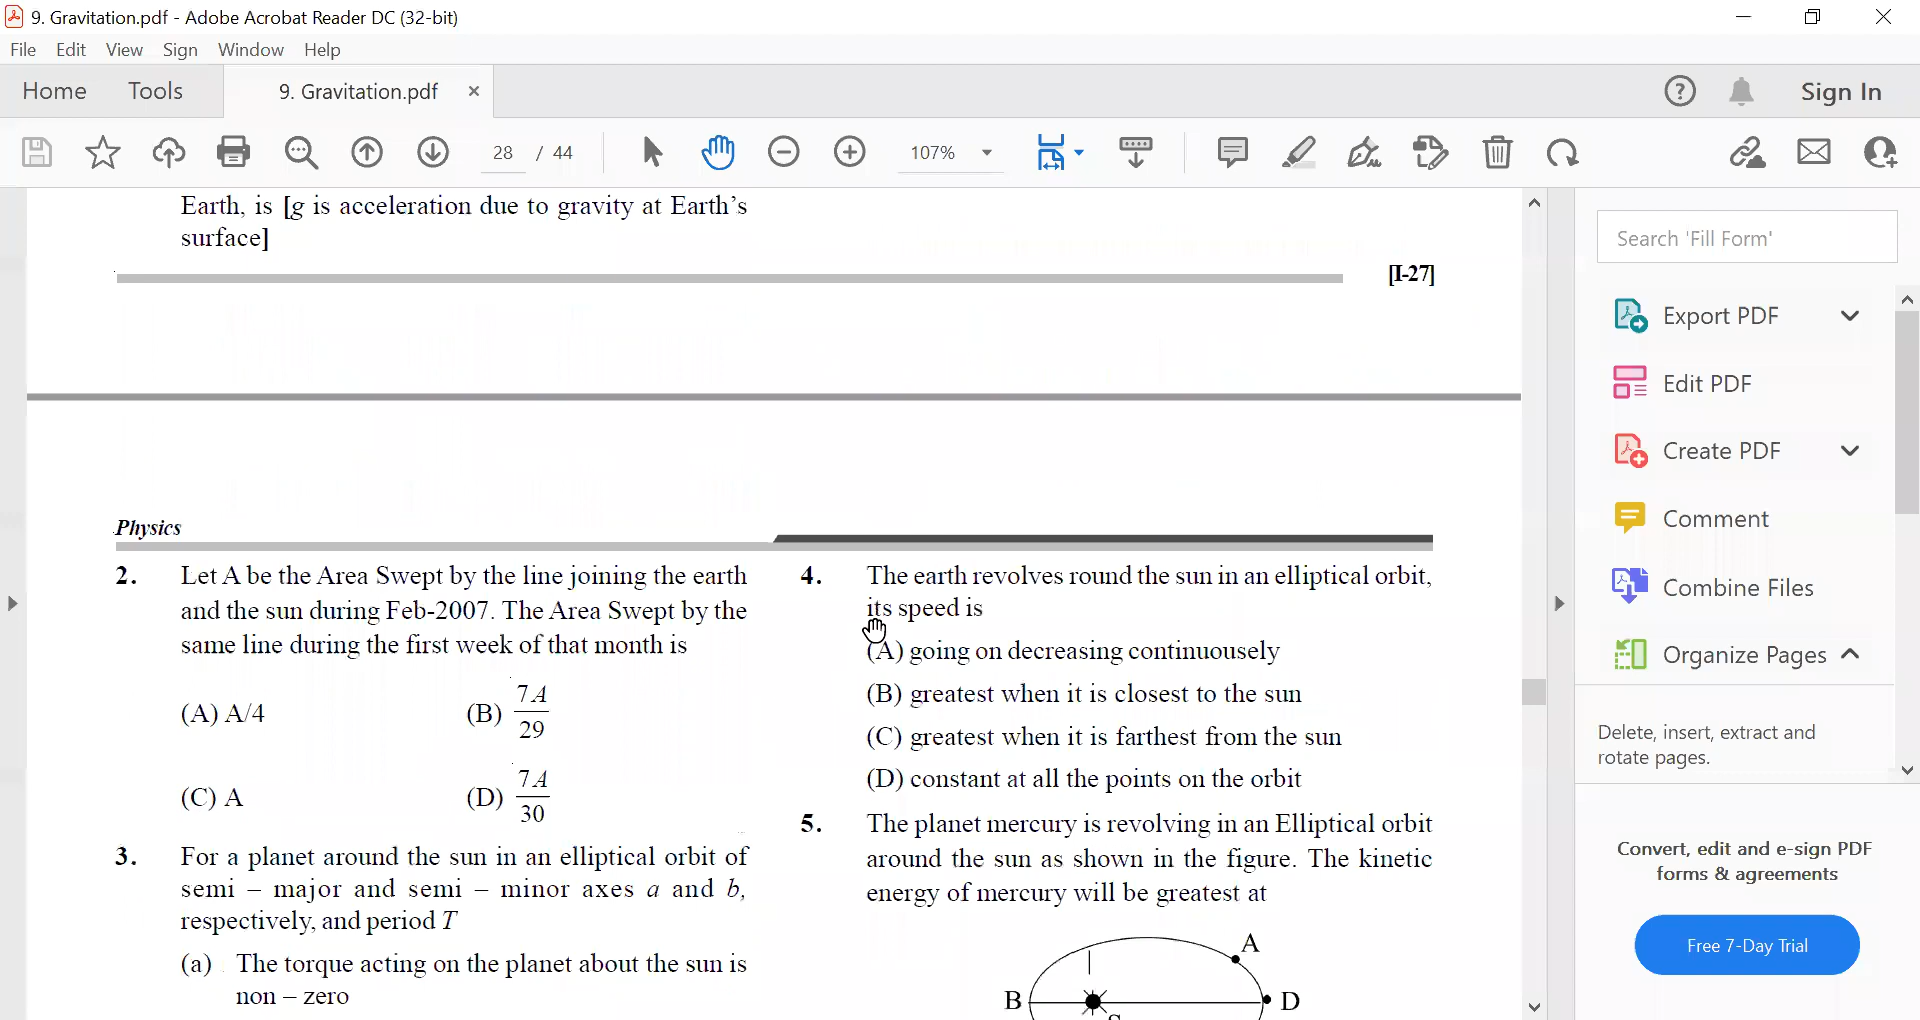 9. Gravitation.pdf - Adobe Acrobat Reader DC (32-bit)
File Edit View Sign Window Help
Home Tools 9. Gravitation.pdf × Sign In
28 / 44 107%
Earth, is [g is acceleration due to gravity at Earth's
surface]
[I-27]
Physics
2. Let A be the Area Swept by the line joining the earth
and the sun during Feb-2007. The Area Swept by the
same line during the first week of that month is
(A) A/4 (B) 7A/29
(C) A (D) 7A/30
3. For a planet around the sun in an elliptical orbit of
semi – major and semi – minor axes a and b,
respectively, and period T
(a) The torque acting on the planet about the sun is
non – zero
4. The earth revolves round the sun in an elliptical orbit,
its speed is
(A) going on decreasing continuousely
(B) greatest when it is closest to the sun
(C) greatest when it is farthest from the sun
(D) constant at all the points on the orbit
5. The planet mercury is revolving in an Elliptical orbit
around the sun as shown in the figure. The kinetic
energy of mercury will be greatest at
A
B D
Search 'Fill Form'
Export PDF
Edit PDF
Create PDF
Comment
Combine Files
Organize Pages
Delete, insert, extract and
rotate pages.
Convert, edit and e-sign PDF
forms & agreements
Free 7-Day Trial